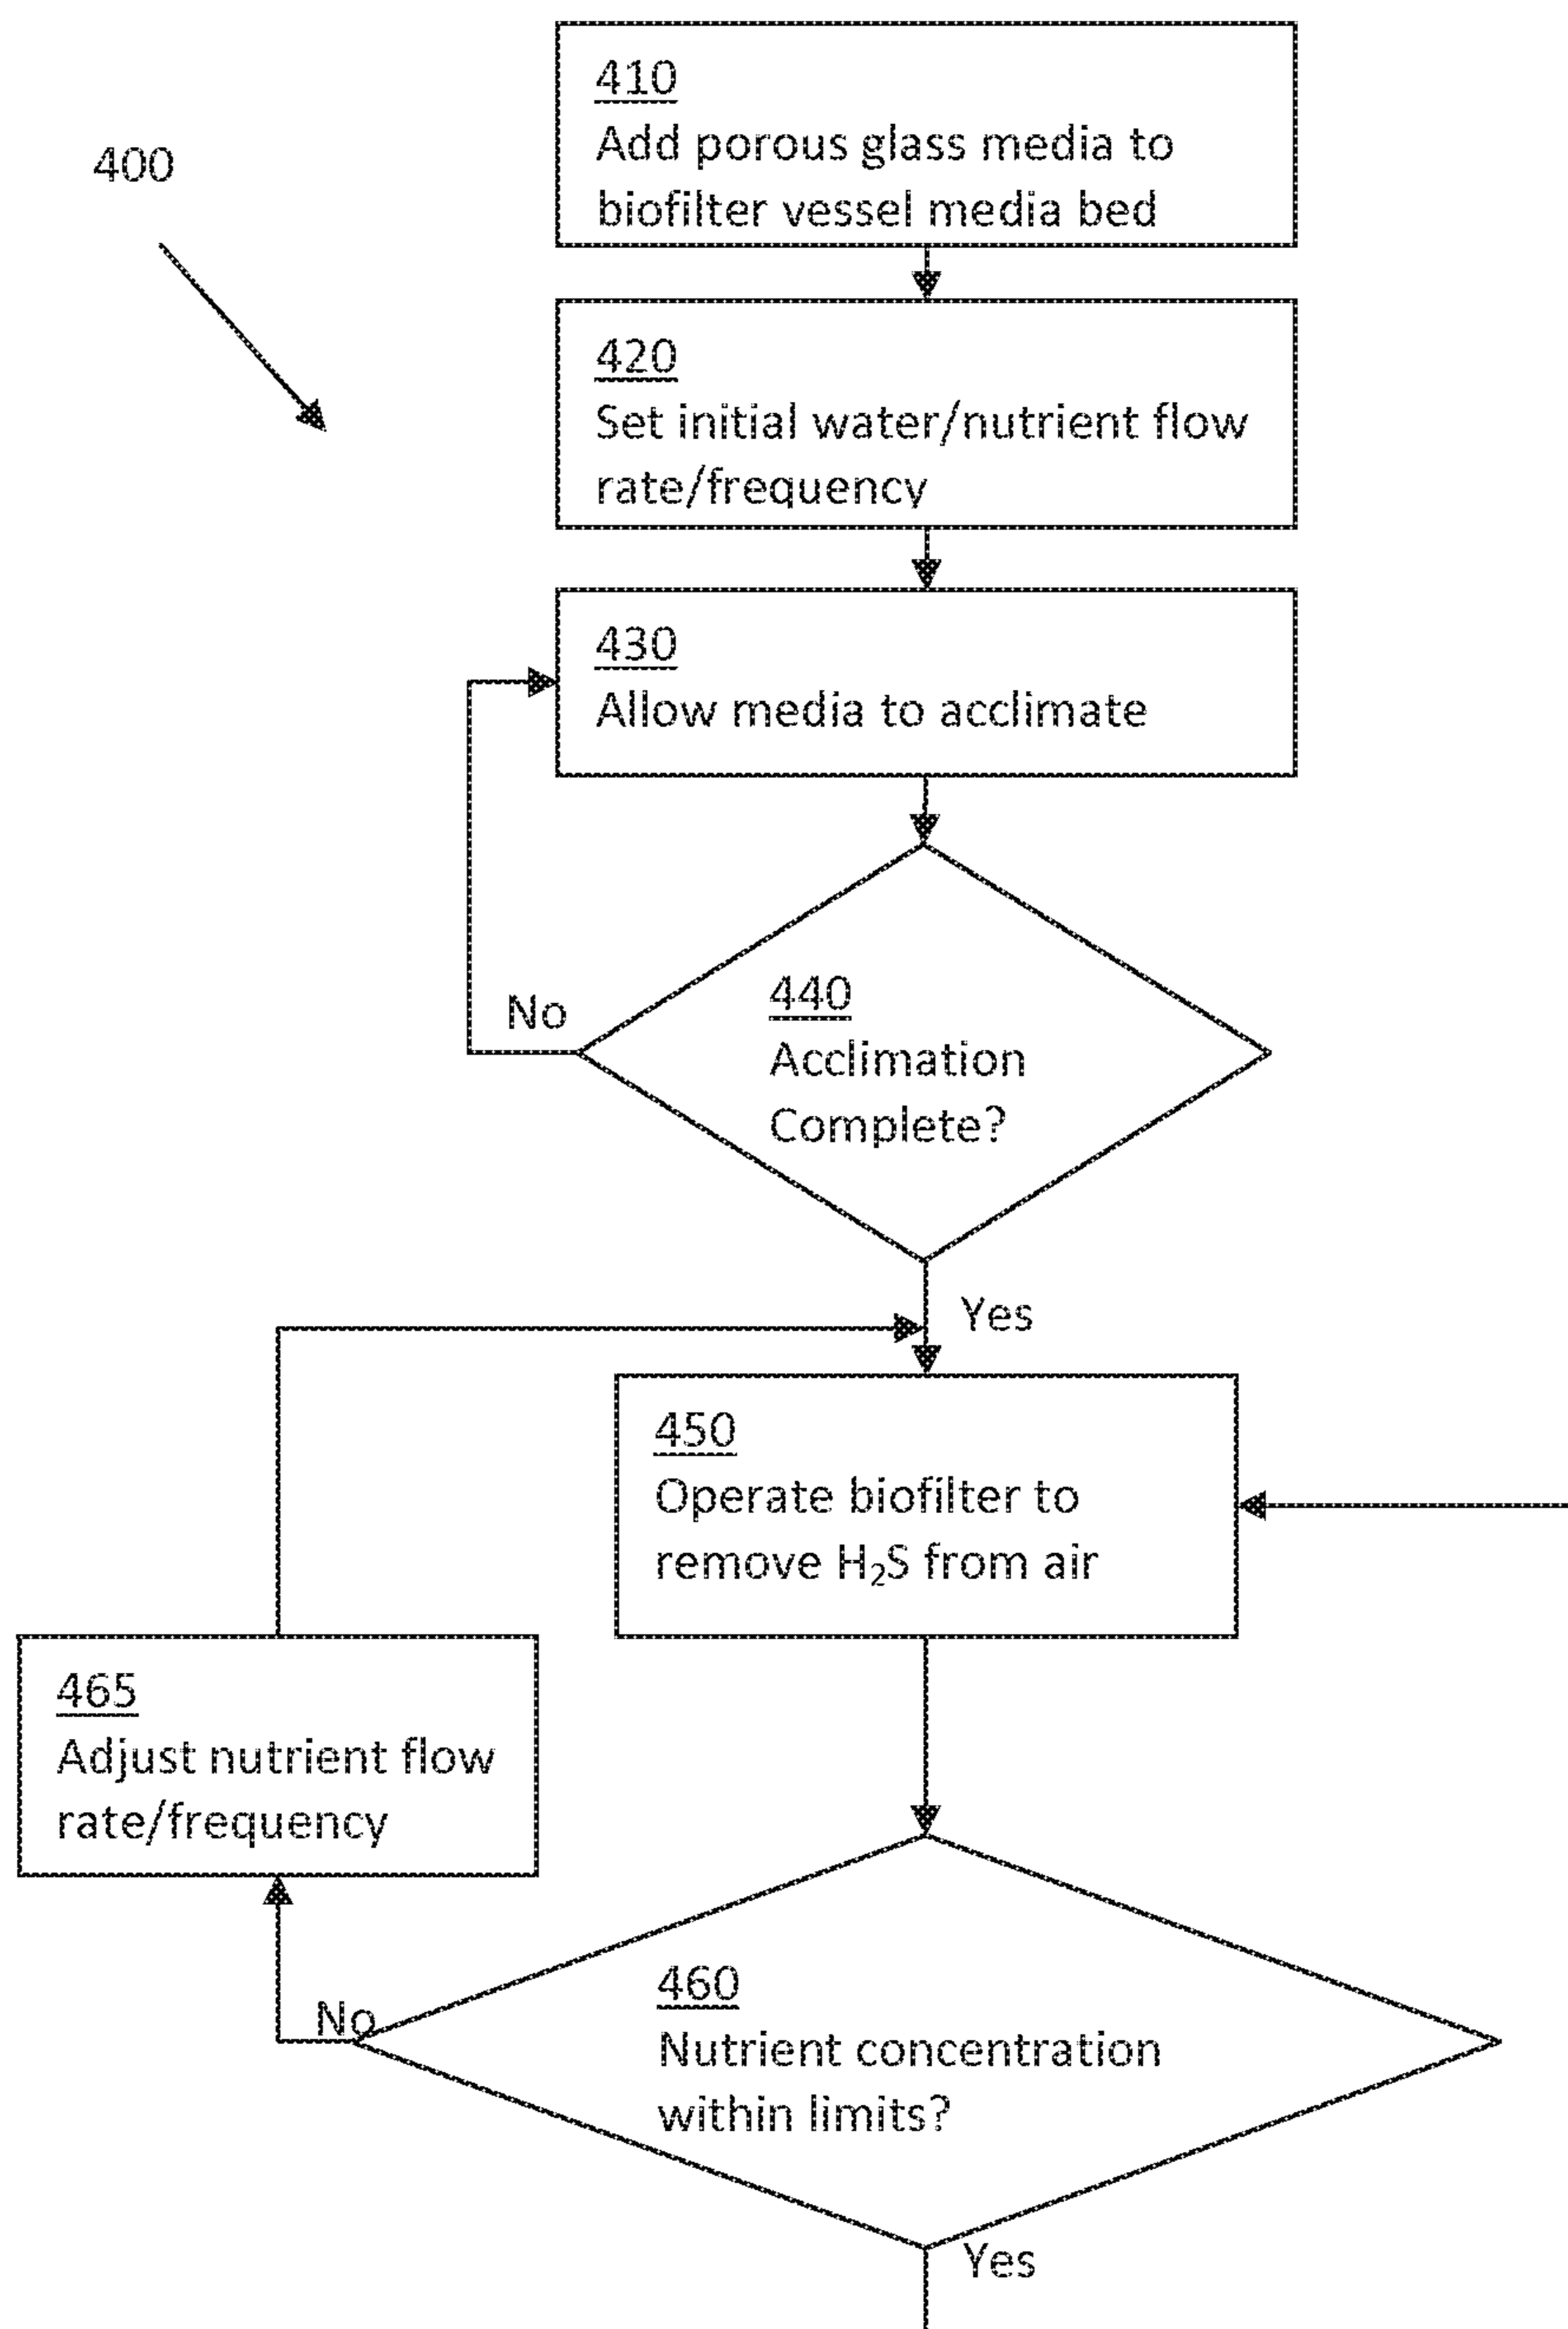 400
410
Add porous glass media to
biofilter vessel media bed
420
Set initial water/nutrient flow
rate/frequency
430
Allow media to acclimate
No
440
Acclimation
Complete?
Yes
450
Operate biofilter to
remove H₂S from air
465
Adjust nutrient flow
rate/frequency
No
460
Nutrient concentration
within limits?
Yes